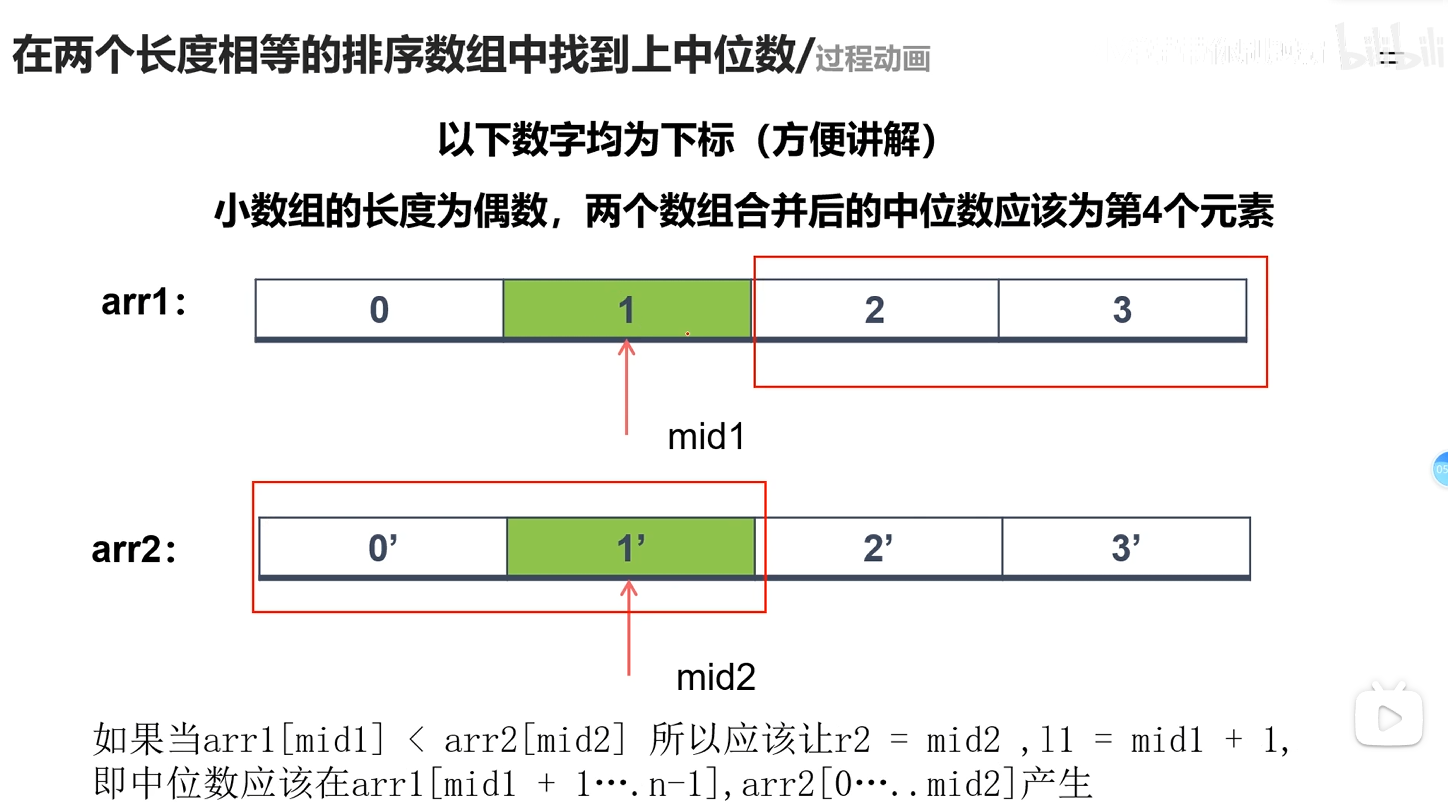 在两个长度相等的排序数组中找到上中位数/过程动画
bilibili
以下数字均为下标（方便讲解）
小数组的长度为偶数，两个数组合并后的中位数应该为第4个元素
arr1：
0 1 2 3
mid1
05
arr2：
0’ 1’ 2’ 3’
mid2
如果当arr1[mid1] < arr2[mid2] 所以应该让r2 = mid2 ,l1 = mid1 + 1,
即中位数应该在arr1[mid1 + 1….n-1],arr2[0…..mid2]产生